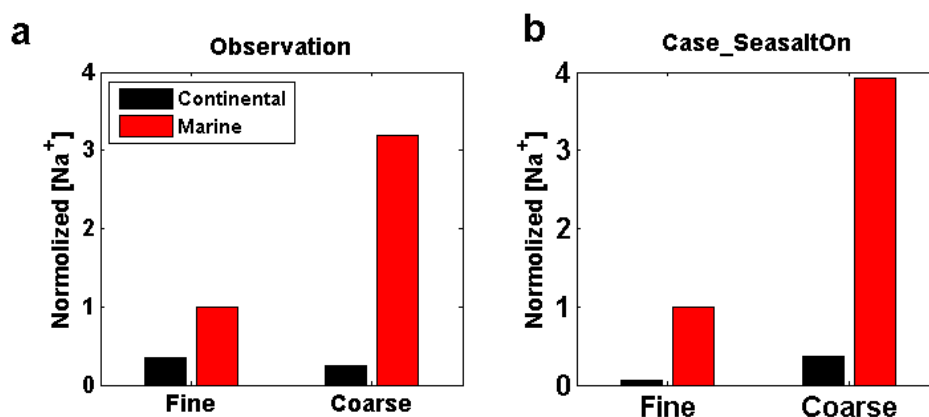 a
Observation
Normolized [Na+]
4
3
2
1
0
Continental
Marine
Fine
Coarse
b
Case_SeasaltOn
Normolized [Na+]
4
3
2
1
0
Fine
Coarse